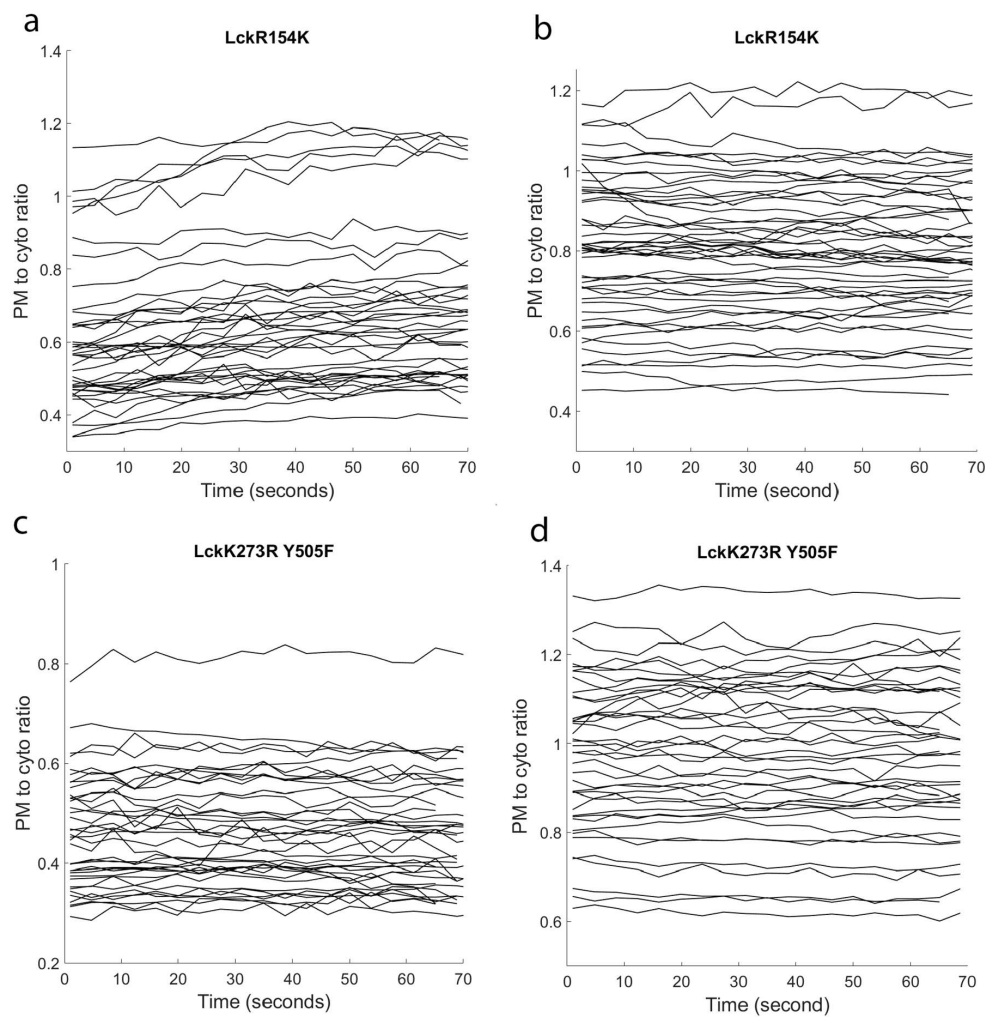 a
LckR154K
PM to cyto ratio
1.4
1.2
1
0.8
0.6
0.4
0 10 20 30 40 50 60 70
Time (seconds)
b
LckR154K
PM to cyto ratio
1.2
1
0.8
0.6
0.4
0 10 20 30 40 50 60 70
Time (second)
c
LckK273R Y505F
PM to cyto ratio
1
0.8
0.6
0.4
0.2
0 10 20 30 40 50 60 70
Time (seconds)
d
LckK273R Y505F
PM to cyto ratio
1.4
1.2
1
0.8
0.6
0 10 20 30 40 50 60 70
Time (second)